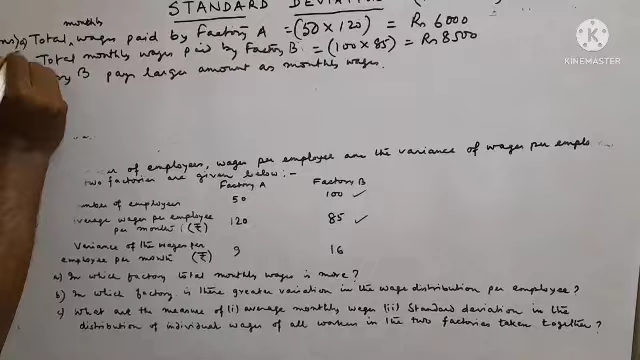 STANDARD DEVIATION
monthly
(a) Total wages paid by Factory A = (50 × 120) = Rs 6000
Total monthly wages paid by Factory B = (100 × 85) = Rs 8500
B pays larger amount as monthly wages.
KINEMASTER
of employees, wages per employee are the variance of wages per emplo
two factories are given below :-
Factory A Factory B
number of employees 50 100 ✓
average wages per employee 120 85 ✓
per month : (₹)
Variance of the wages per 9 16
employee per month (₹)
a) In which factory total monthly wages is more?
b) In which factory is there greater variation in the wage distribution per employee?
c) What are the measure of (i) average monthly wages (ii) Standard deviation in the
distribution of individual wages of all workers in the two factories taken together?